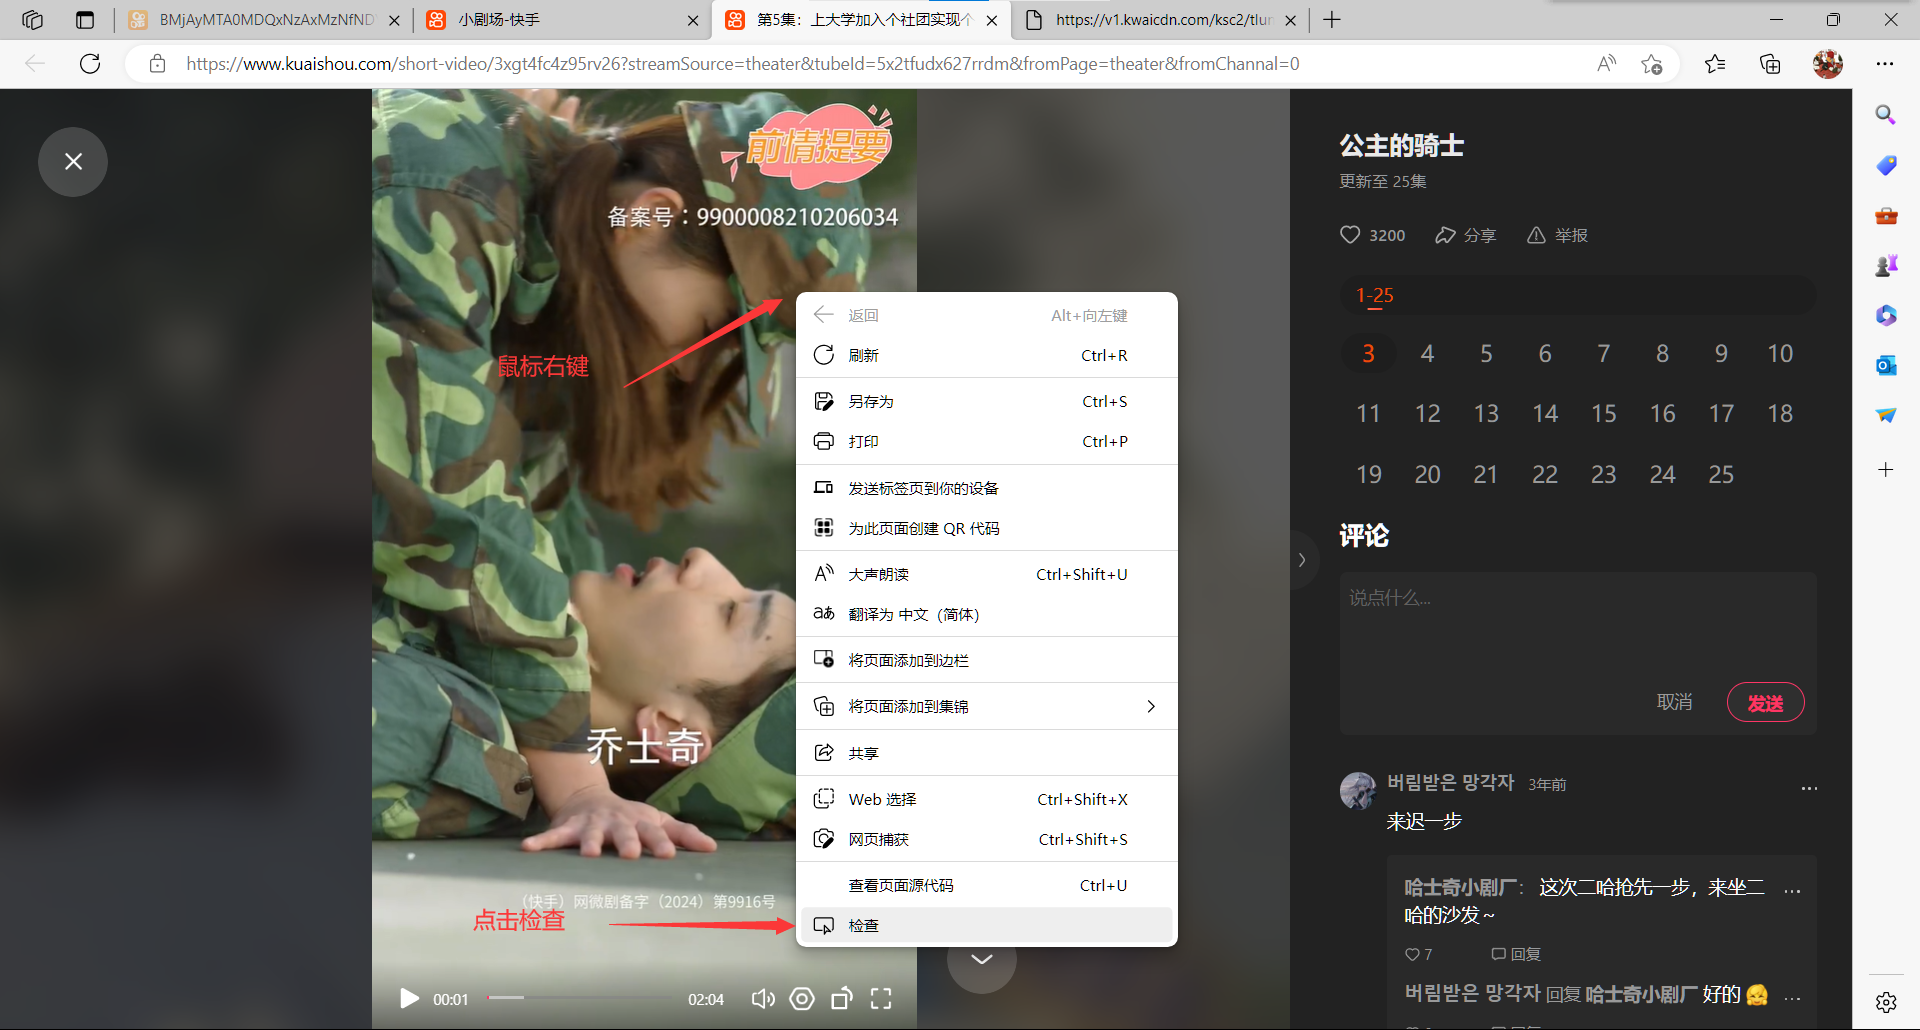 BMjAyMTA0MDQxNzAxMzNfND
小剧场-快手
第5集：上大学加入个社团实现个
https://v1.kwaicdn.com/ksc2/tlur
https://www.kuaishou.com/short-video/3xgt4fc4z95rv26?streamSource=theater&tubeId=5x2tfudx627rrdm&fromPage=theater&fromChannal=0
前情提要
备案号：9900008210206034
鼠标右键
乔士奇
（快手）网微剧备字（2024）第9916号
点击检查
00:01
02:04
返回 Alt+向左键
刷新 Ctrl+R
另存为 Ctrl+S
打印 Ctrl+P
发送标签页到你的设备
为此页面创建 QR 代码
大声朗读 Ctrl+Shift+U
翻译为 中文（简体）
将页面添加到边栏
将页面添加到集锦
共享
Web 选择 Ctrl+Shift+X
网页捕获 Ctrl+Shift+S
查看页面源代码 Ctrl+U
检查
公主的骑士
更新至 25集
3200 分享 举报
1-25
3 4 5 6 7 8 9 10
11 12 13 14 15 16 17 18
19 20 21 22 23 24 25
评论
说点什么...
取消 发送
버림받은 망각자 3年前
来迟一步
哈士奇小剧厂： 这次二哈抢先一步，来坐二
哈的沙发～
7 回复
버림받은 망각자 回复 哈士奇小剧厂 好的